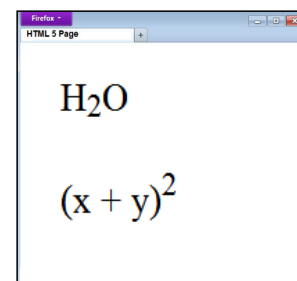 Firefox
HTML 5 Page
+
H₂O
(x + y)²